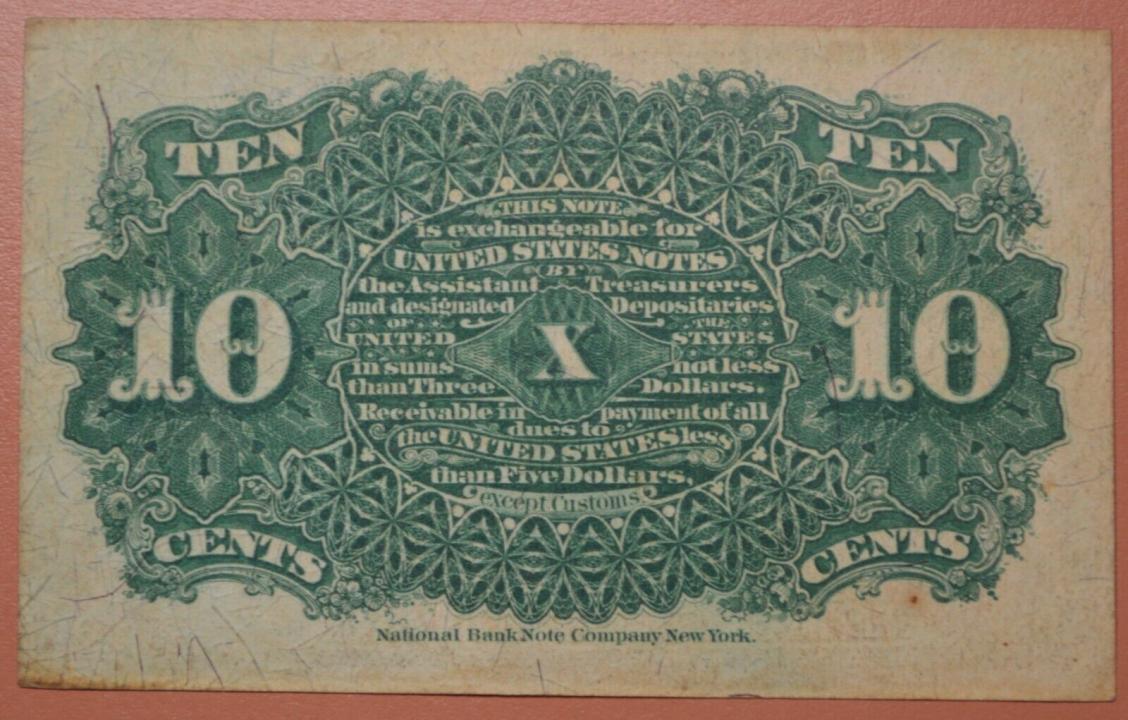 TEN TEN
THIS NOTE
is exchangeable for
UNITED STATES NOTES
BY
the Assistant Treasurers
and designated Depositaries
OF THE
UNITED STATES
10 X 10
in sums not less
than Three Dollars.
Receivable in payment of all
dues to
the UNITED STATES less
than Five Dollars,
except Customs
CENTS CENTS
National Bank Note Company New York.